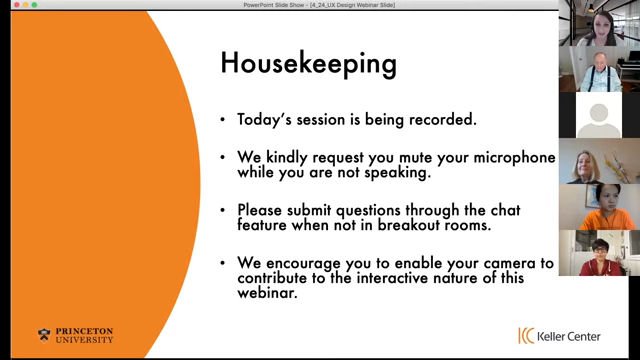 PowerPoint Slide Show - [4_24_UX Design Webinar Slide]
Housekeeping
• Today's session is being recorded.
• We kindly request you mute your microphone
while you are not speaking.
• Please submit questions through the chat
feature when not in breakout rooms.
• We encourage you to enable your camera to
contribute to the interactive nature of this
webinar.
PRINCETON
UNIVERSITY
Keller Center